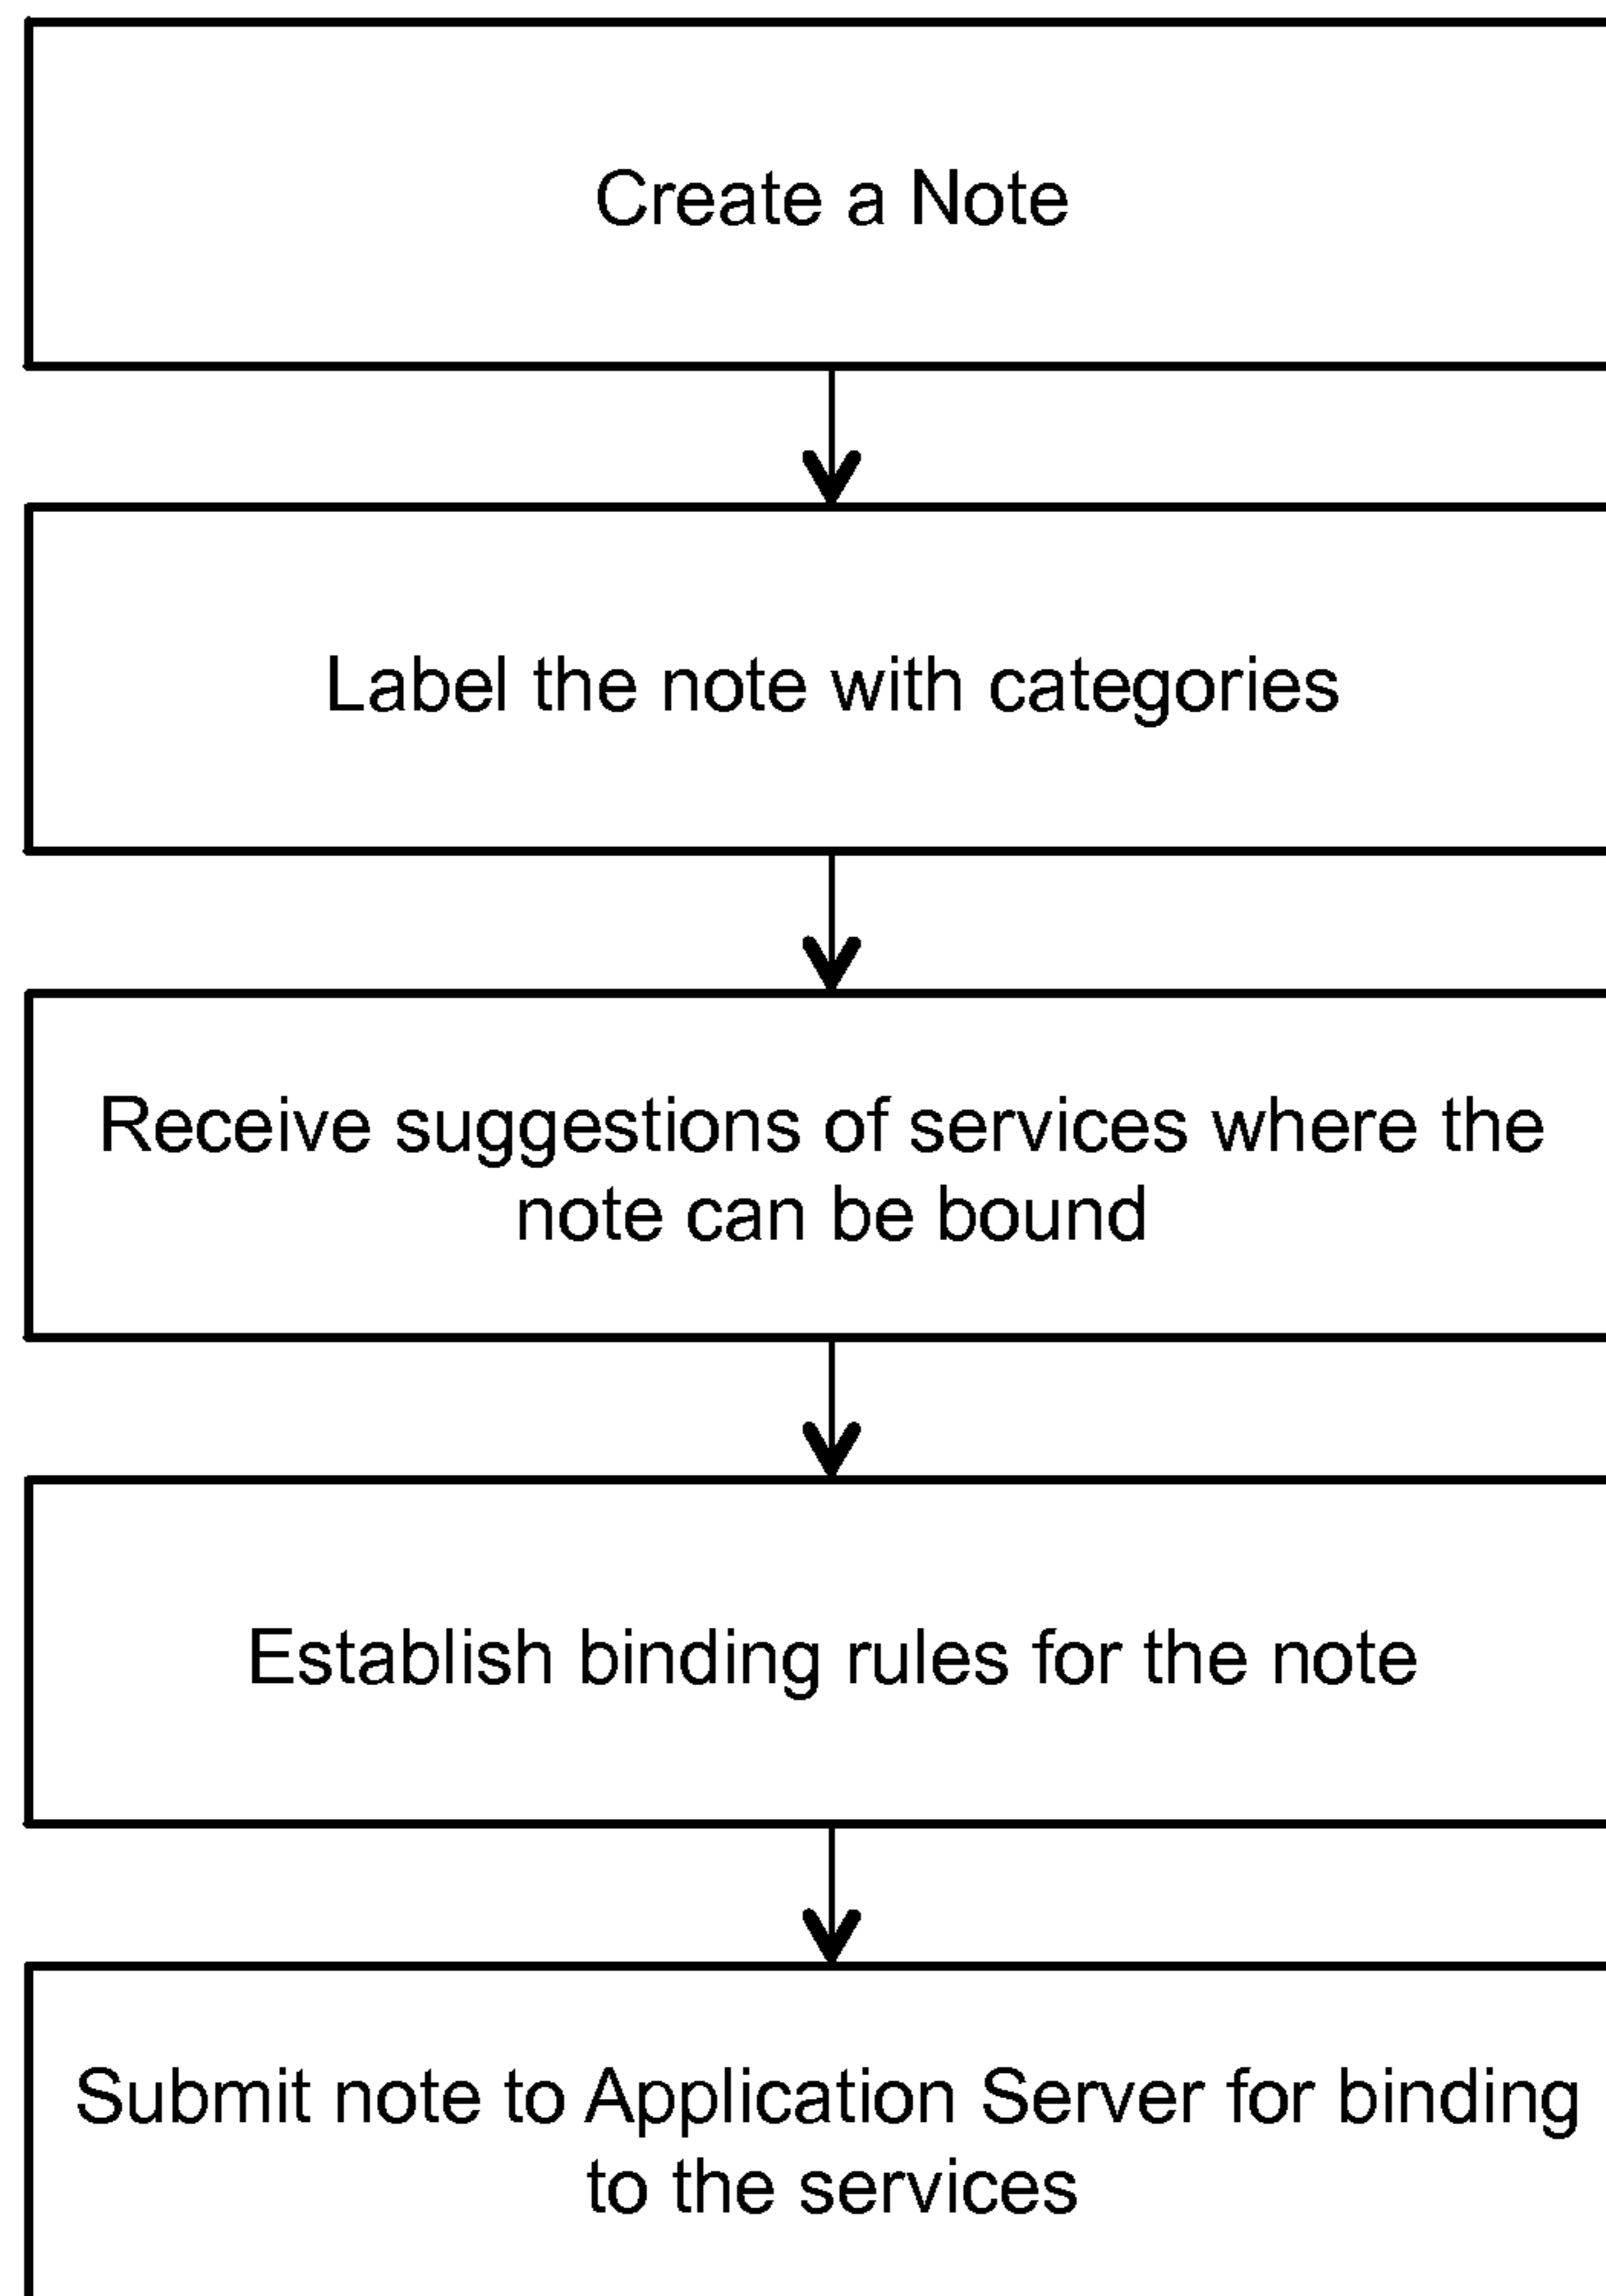 Create a Note
Label the note with categories
Receive suggestions of services where the
note can be bound
Establish binding rules for the note
Submit note to Application Server for binding
to the services